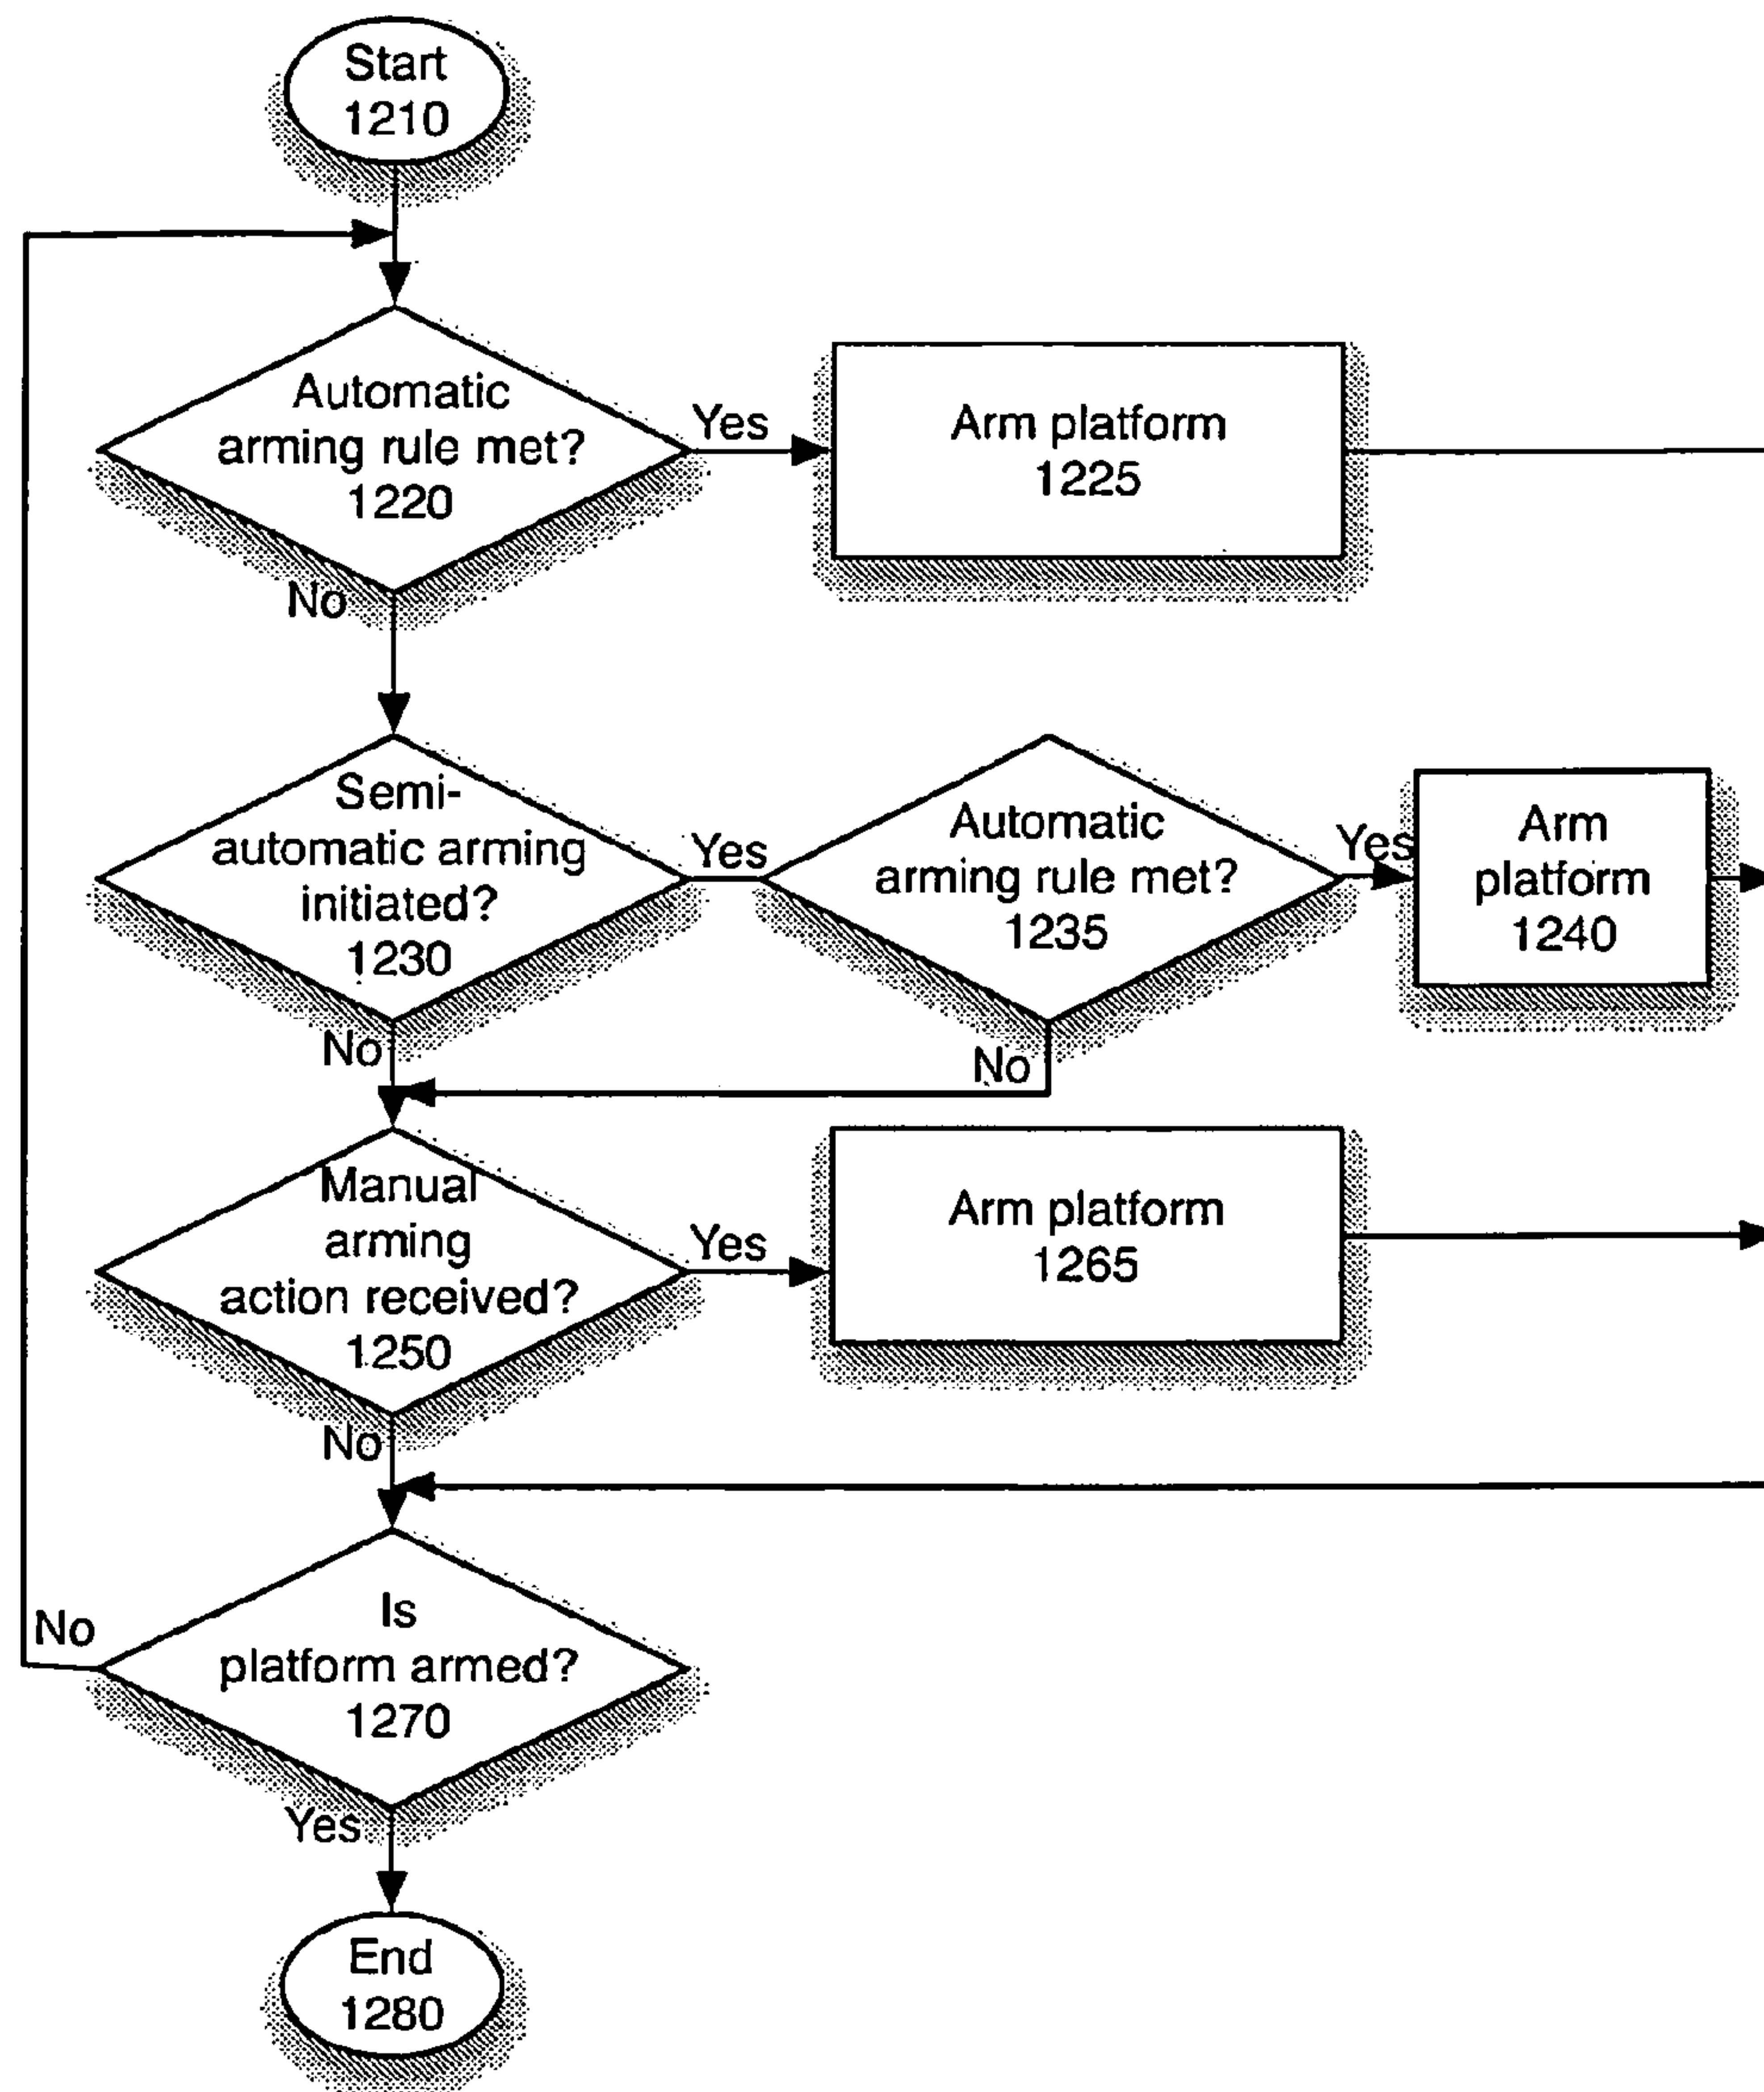 Start
1210
Automatic
arming rule met?
1220
Yes
Arm platform
1225
No
Semi-
automatic arming
initiated?
1230
Yes
Automatic
arming rule met?
1235
Yes
Arm
platform
1240
No
No
Manual
arming
action received?
1250
Yes
Arm platform
1265
No
Is
platform armed?
1270
No
Yes
End
1280